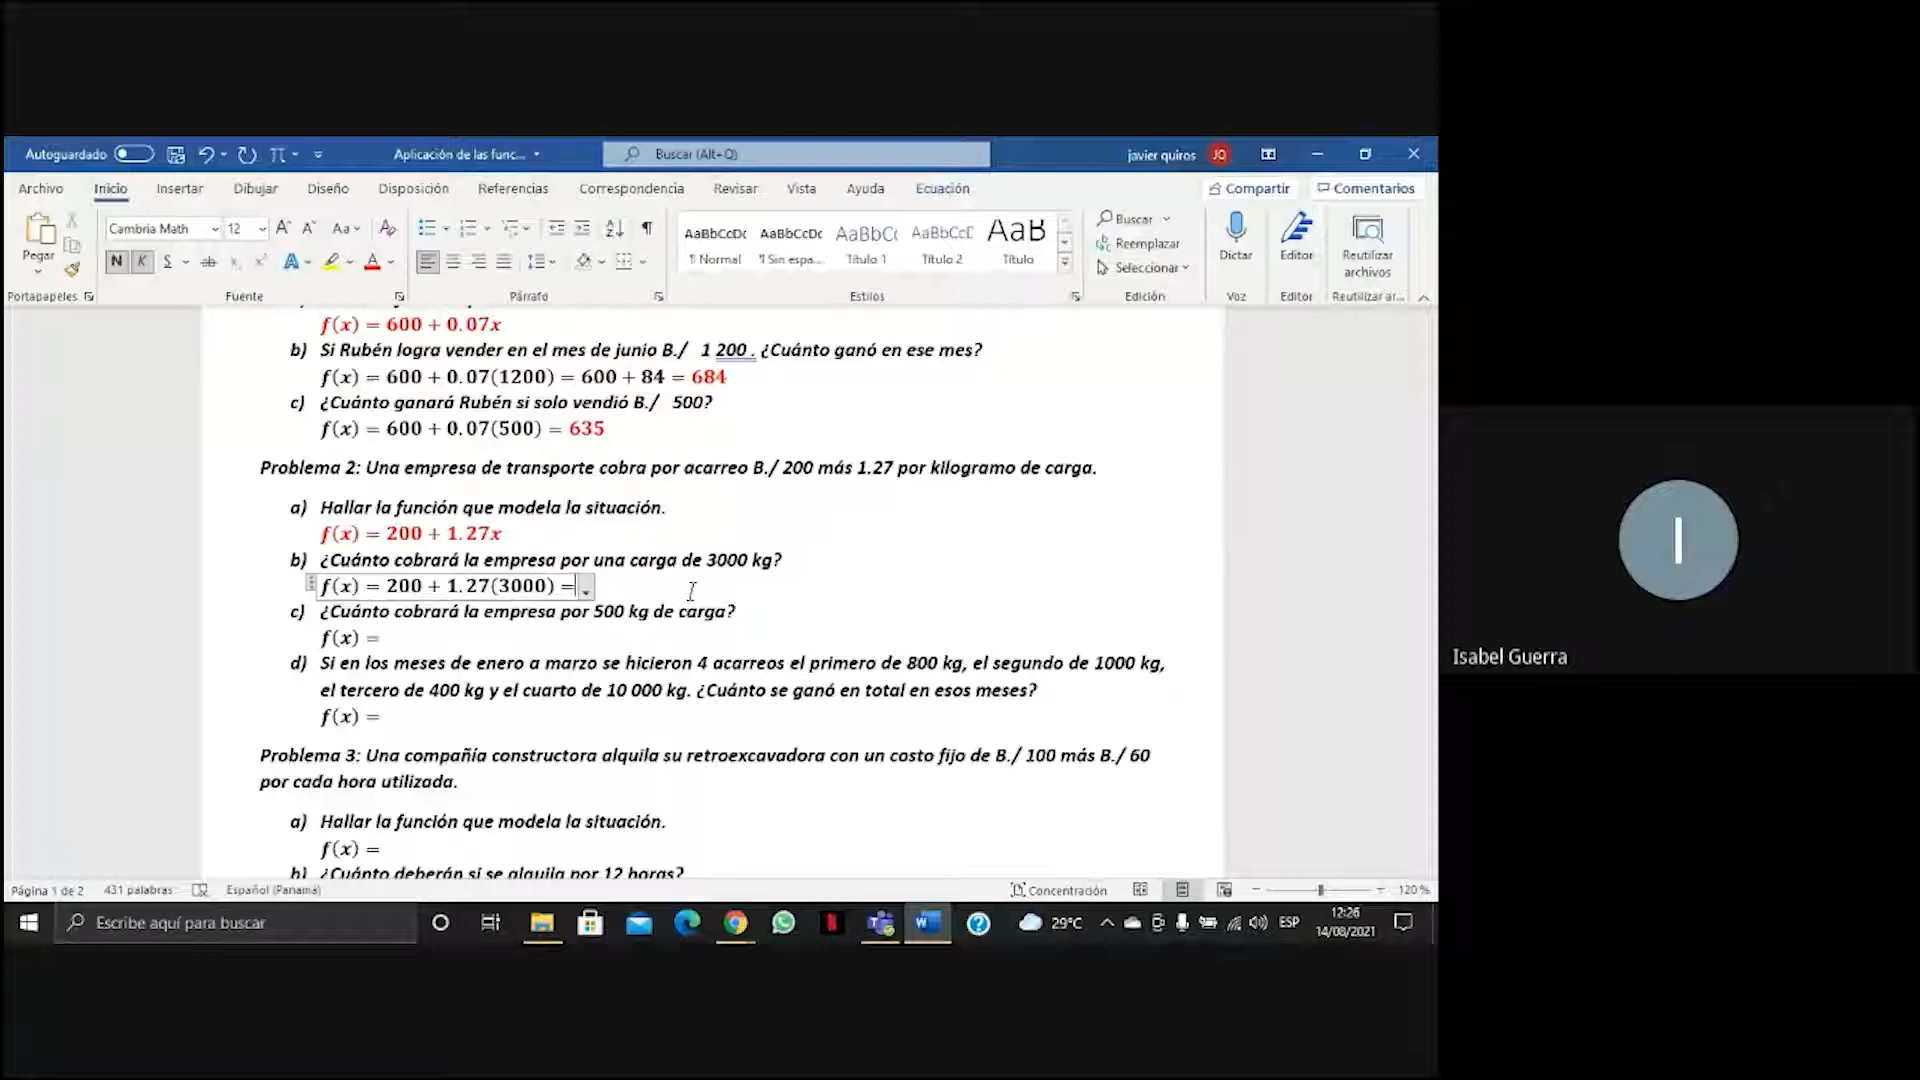 Autoguardado
Aplicación de las func...
Buscar (Alt+Q)
javier quiros
JQ
Archivo Inicio Insertar Dibujar Diseño Disposición Referencias Correspondencia Revisar Vista Ayuda Ecuación
Compartir Comentarios
Pegar
Cambria Math 12
Aa
N K S ab
AaBbCcDc AaBbCcDc AaBbC( AaBbCcD AaB
¶ Normal ¶ Sin espa... Título 1 Título 2 Título
Buscar
Reemplazar
Seleccionar
Dictar
Editor
Reutilizar
archivos
Portapapeles Fuente Párrafo Estilos Edición Voz Editor Reutilizar ar...
f(x) = 600 + 0.07x
b) Si Rubén logra vender en el mes de junio B./ 1 200 . ¿Cuánto ganó en ese mes?
f(x) = 600 + 0.07(1200) = 600 + 84 = 684
c) ¿Cuánto ganará Rubén si solo vendió B./ 500?
f(x) = 600 + 0.07(500) = 635
Problema 2: Una empresa de transporte cobra por acarreo B./ 200 más 1.27 por kilogramo de carga.
a) Hallar la función que modela la situación.
f(x) = 200 + 1.27x
b) ¿Cuánto cobrará la empresa por una carga de 3000 kg?
f(x) = 200 + 1.27(3000) =
c) ¿Cuánto cobrará la empresa por 500 kg de carga?
f(x) =
d) Si en los meses de enero a marzo se hicieron 4 acarreos el primero de 800 kg, el segundo de 1000 kg,
el tercero de 400 kg y el cuarto de 10 000 kg. ¿Cuánto se ganó en total en esos meses?
f(x) =
Problema 3: Una compañía constructora alquila su retroexcavadora con un costo fijo de B./ 100 más B./ 60
por cada hora utilizada.
a) Hallar la función que modela la situación.
f(x) =
b) ¿Cuánto deberán si se alquila por 12 horas?
Página 1 de 2 431 palabras Español (Panamá) Concentración 120 %
Escribe aquí para buscar
29°C
ESP
12:26
14/08/2021
I
Isabel Guerra